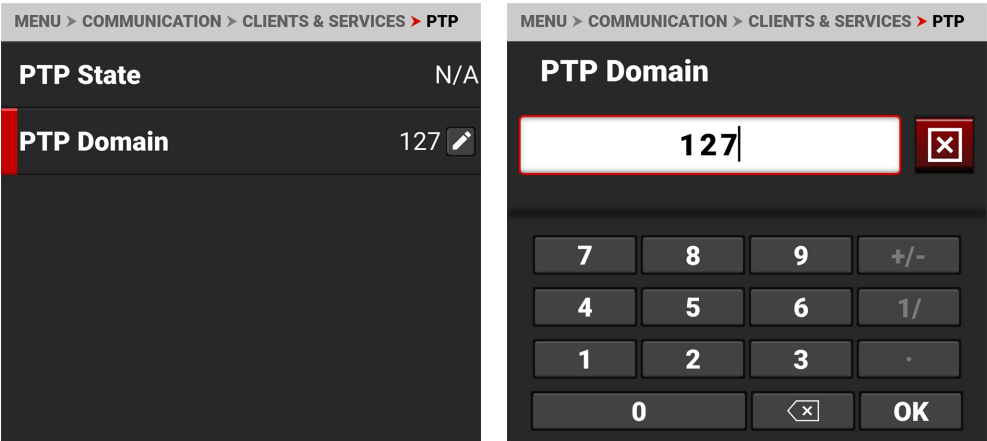 MENU > COMMUNICATION > CLIENTS & SERVICES > PTP
PTP State N/A
PTP Domain 127
MENU > COMMUNICATION > CLIENTS & SERVICES > PTP
PTP Domain
127
7 8 9 +/-
4 5 6 1/
1 2 3 .
0 OK